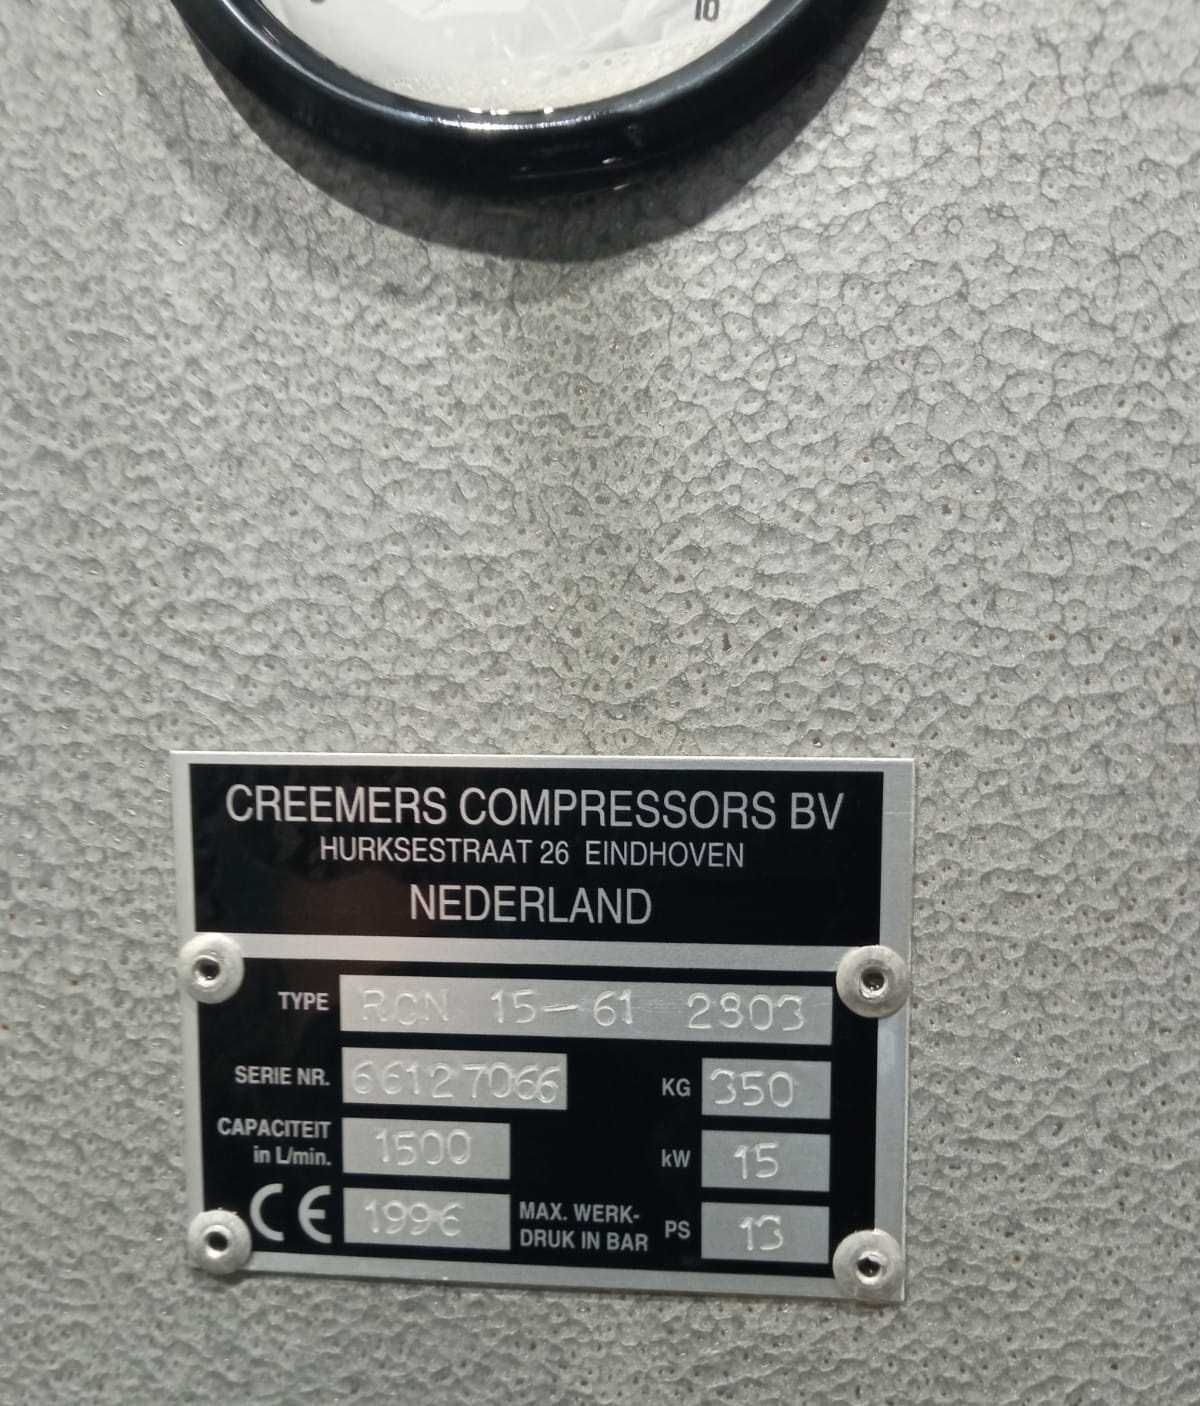 10
CREEMERS COMPRESSORS BV
HURKSESTRAAT 26 EINDHOVEN
NEDERLAND
TYPE RCN 15-61 2803
SERIE NR. 66127066 KG 350
CAPACITEIT in L/min. 1500 kW 15
CE 1996 MAX. WERK-DRUK IN BAR PS 13